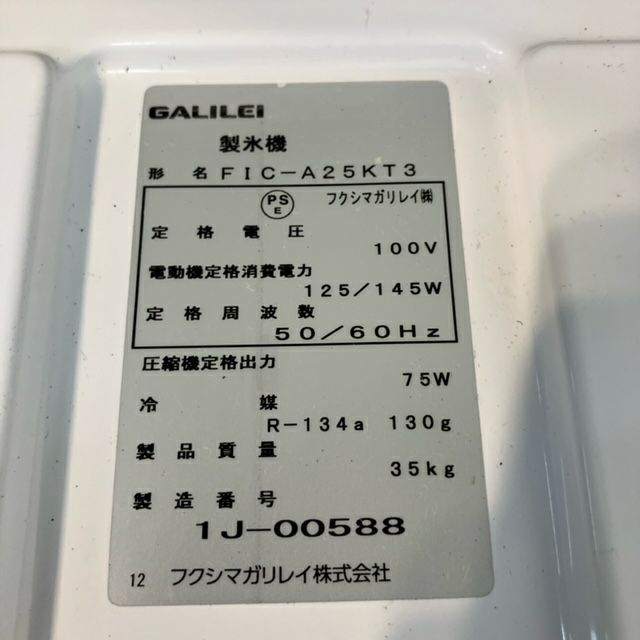 GALILEI
製氷機
形名 FIC-A25KT3
PS E フクシマガリレイ㈱
定格電圧
100V
電動機定格消費電力
125/145W
定格周波数
50/60Hz
圧縮機定格出力
75W
冷媒
R-134a 130g
製品質量
35kg
製造番号
1J-00588
12 フクシマガリレイ株式会社